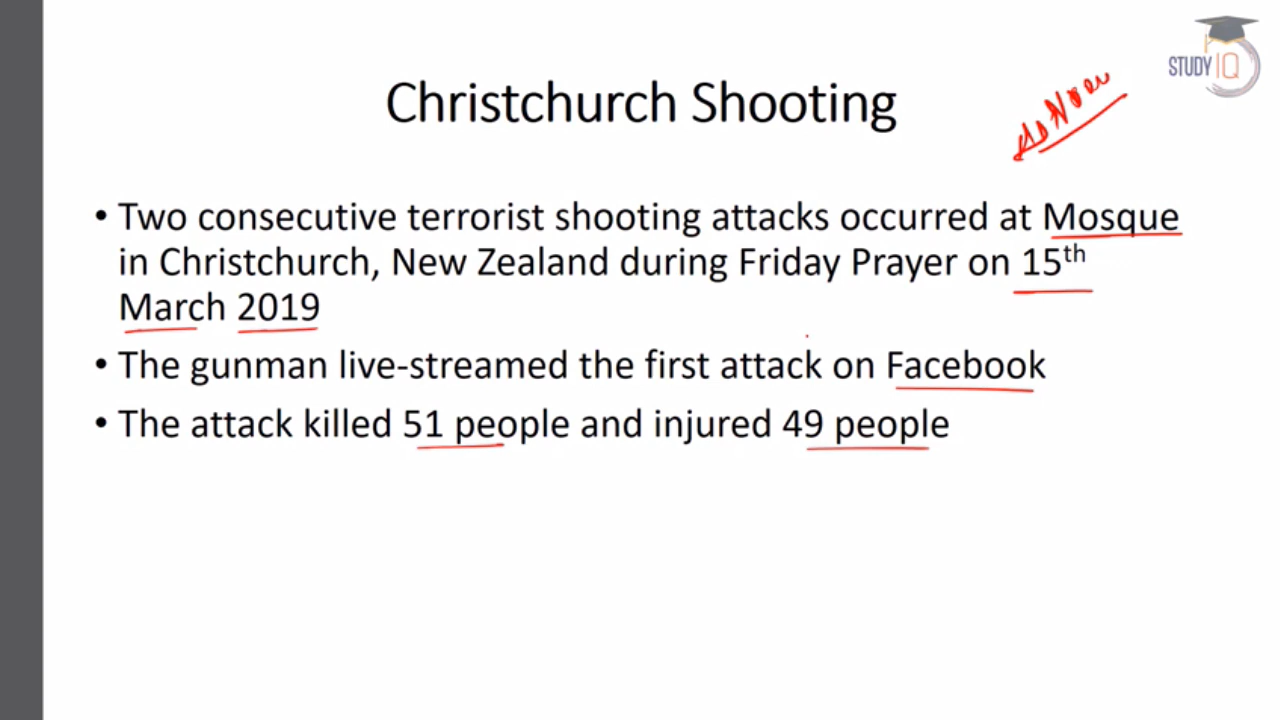 STUDY IQ
Christchurch Shooting
• Two consecutive terrorist shooting attacks occurred at Mosque
in Christchurch, New Zealand during Friday Prayer on 15th
March 2019
• The gunman live-streamed the first attack on Facebook
• The attack killed 51 people and injured 49 people